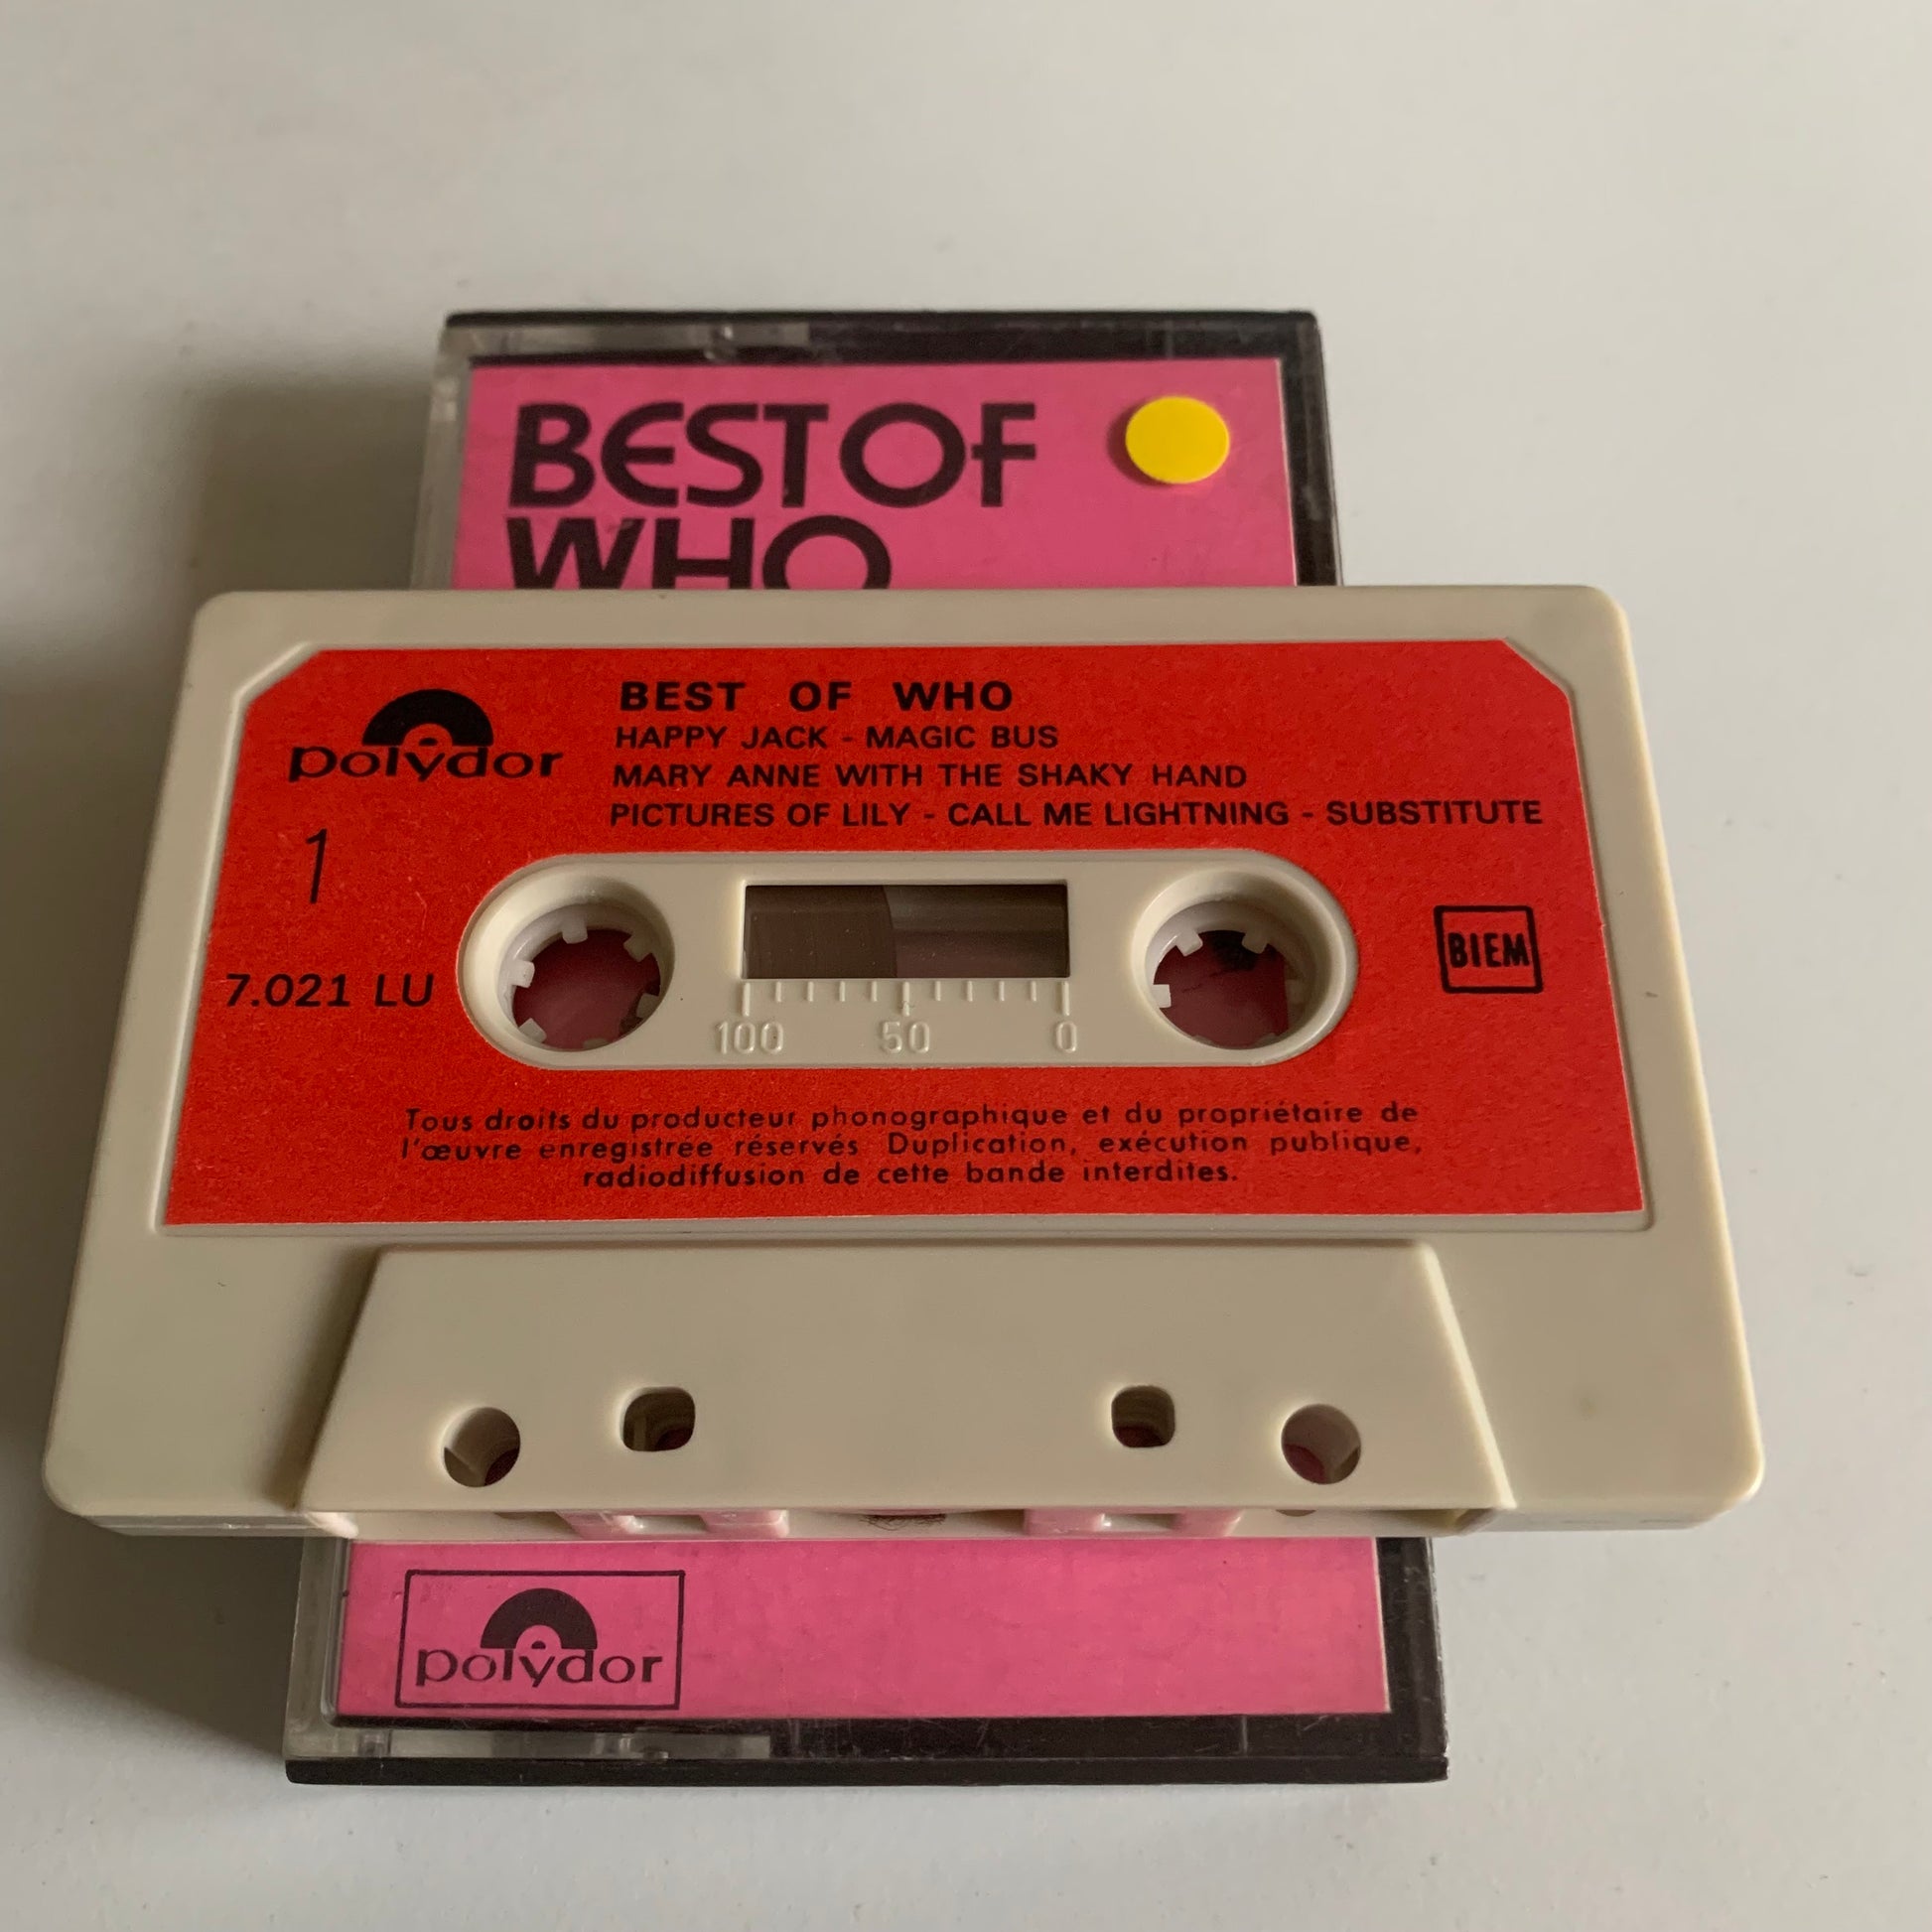 BEST OF
WHO
polydor
BEST OF WHO
HAPPY JACK - MAGIC BUS
MARY ANNE WITH THE SHAKY HAND
PICTURES OF LILY - CALL ME LIGHTNING - SUBSTITUTE
1
7.021 LU
BIEM
100 50 0
Tous droits du producteur phonographique et du propriétaire de
l'œuvre enregistrée réservés Duplication, exécution publique,
radiodiffusion de cette bande interdites.
polydor